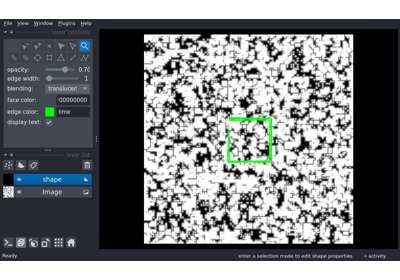 File View Window Plugins Help
layer controls
opacity: 0.70
edge width: 1
blending: translucen
face color: 00000000
edge color: lime
display text:
layer list
shape
Image
Ready enter a selection mode to edit shape properties activity